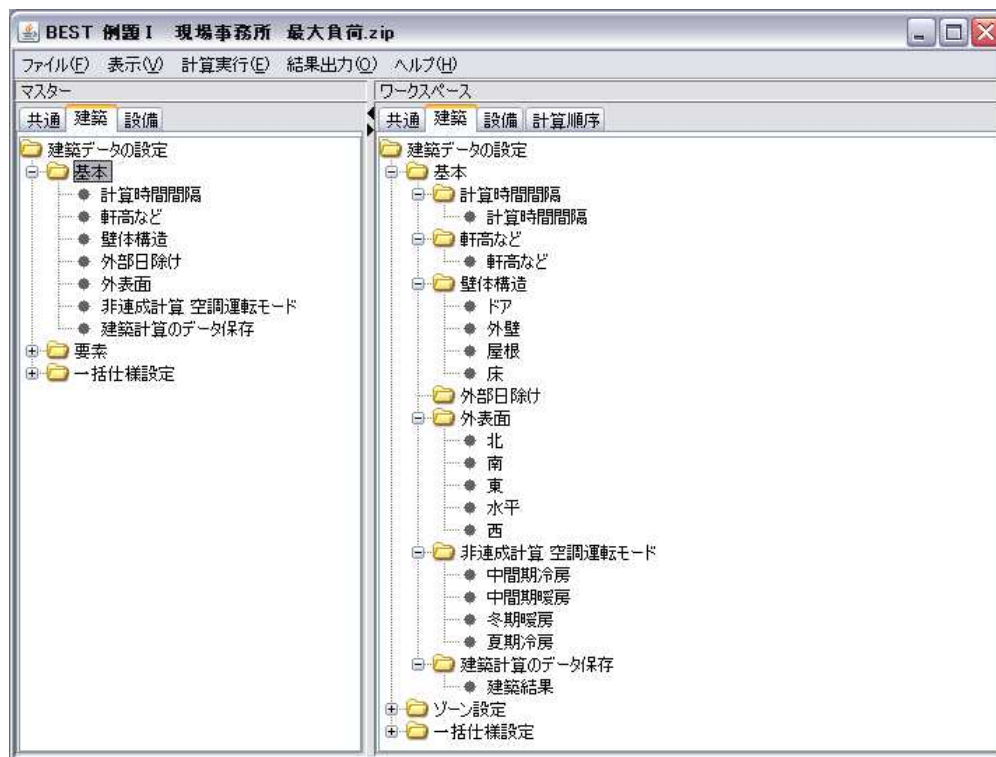 BEST 例題Ⅰ 現場事務所 最大負荷.zip
ファイル(F) 表示(V) 計算実行(E) 結果出力(O) ヘルプ(H)
マスター
共通 建築 設備
建築データの設定
基本
計算時間間隔
軒高など
壁体構造
外部日除け
外表面
非連成計算 空調運転モード
建築計算のデータ保存
要素
一括仕様設定
ワークスペース
共通 建築 設備 計算順序
建築データの設定
基本
計算時間間隔
計算時間間隔
軒高など
軒高など
壁体構造
ドア
外壁
屋根
床
外部日除け
外表面
北
南
東
水平
西
非連成計算 空調運転モード
中間期冷房
中間期暖房
冬期暖房
夏期冷房
建築計算のデータ保存
建築結果
ゾーン設定
一括仕様設定